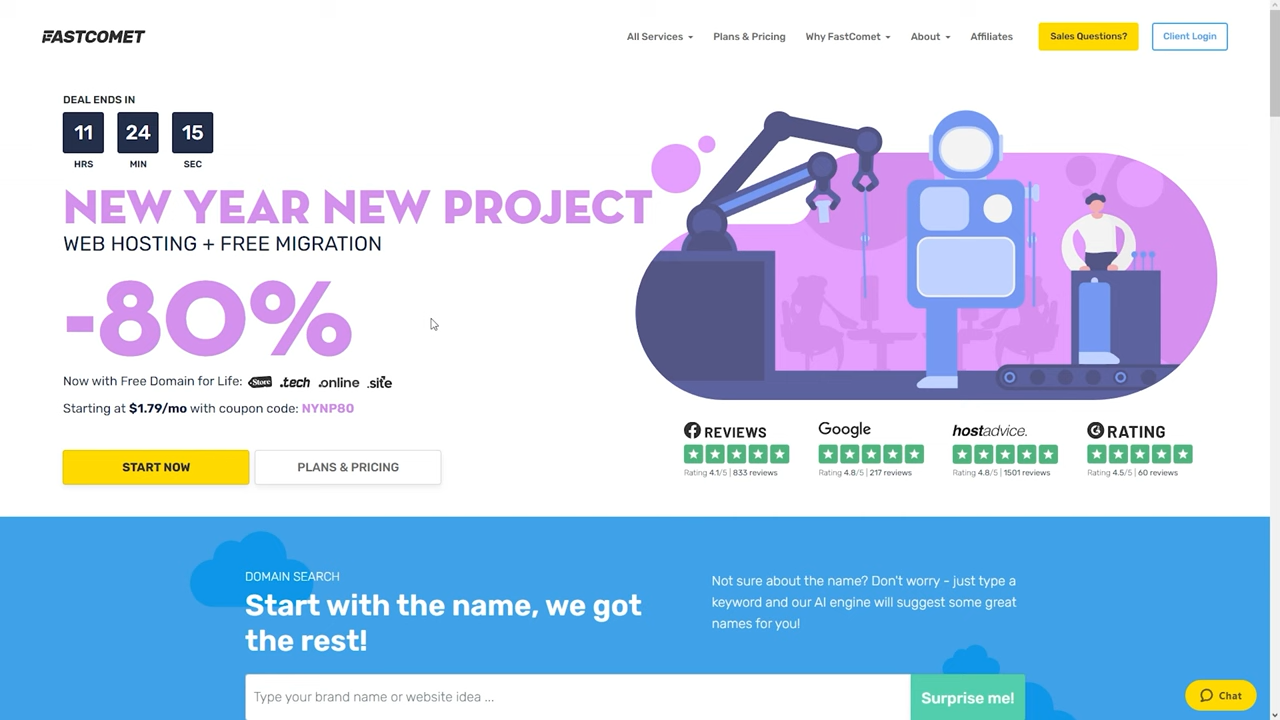 FASTCOMET
All Services
Plans & Pricing
Why FastComet
About
Affiliates
Sales Questions?
Client Login
DEAL ENDS IN
11 24 15
HRS MIN SEC
NEW YEAR NEW PROJECT
WEB HOSTING + FREE MIGRATION
-80%
Now with Free Domain for Life: .Store .tech .online .site
Starting at $1.79/mo with coupon code: NYNP80
START NOW
PLANS & PRICING
REVIEWS
Rating 4.1/5 | 833 reviews
Google
Rating 4.8/5 | 217 reviews
hostadvice.
Rating 4.8/5 | 1501 reviews
G RATING
Rating 4.5/5 | 60 reviews
DOMAIN SEARCH
Start with the name, we got
the rest!
Not sure about the name? Don't worry - just type a
keyword and our AI engine will suggest some great
names for you!
Type your brand name or website idea ...
Surprise me!
Chat